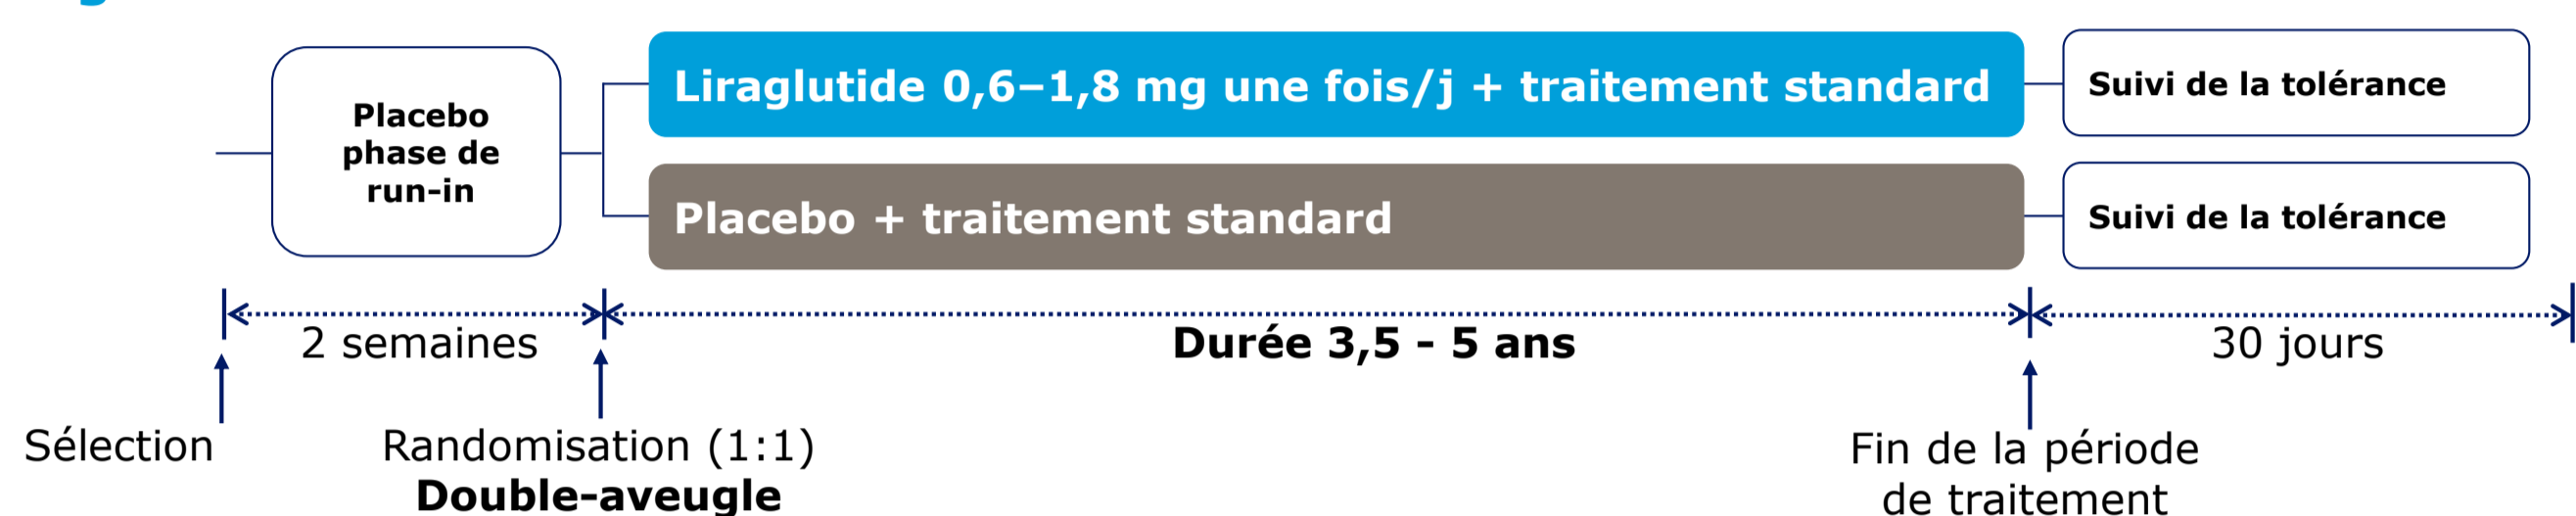 Placebo
phase de
run-in
Liraglutide 0,6–1,8 mg une fois/j + traitement standard
Suivi de la tolérance
Placebo + traitement standard
Suivi de la tolérance
2 semaines
Durée 3,5 - 5 ans
30 jours
Sélection
Randomisation (1:1)
Double-aveugle
Fin de la période
de traitement